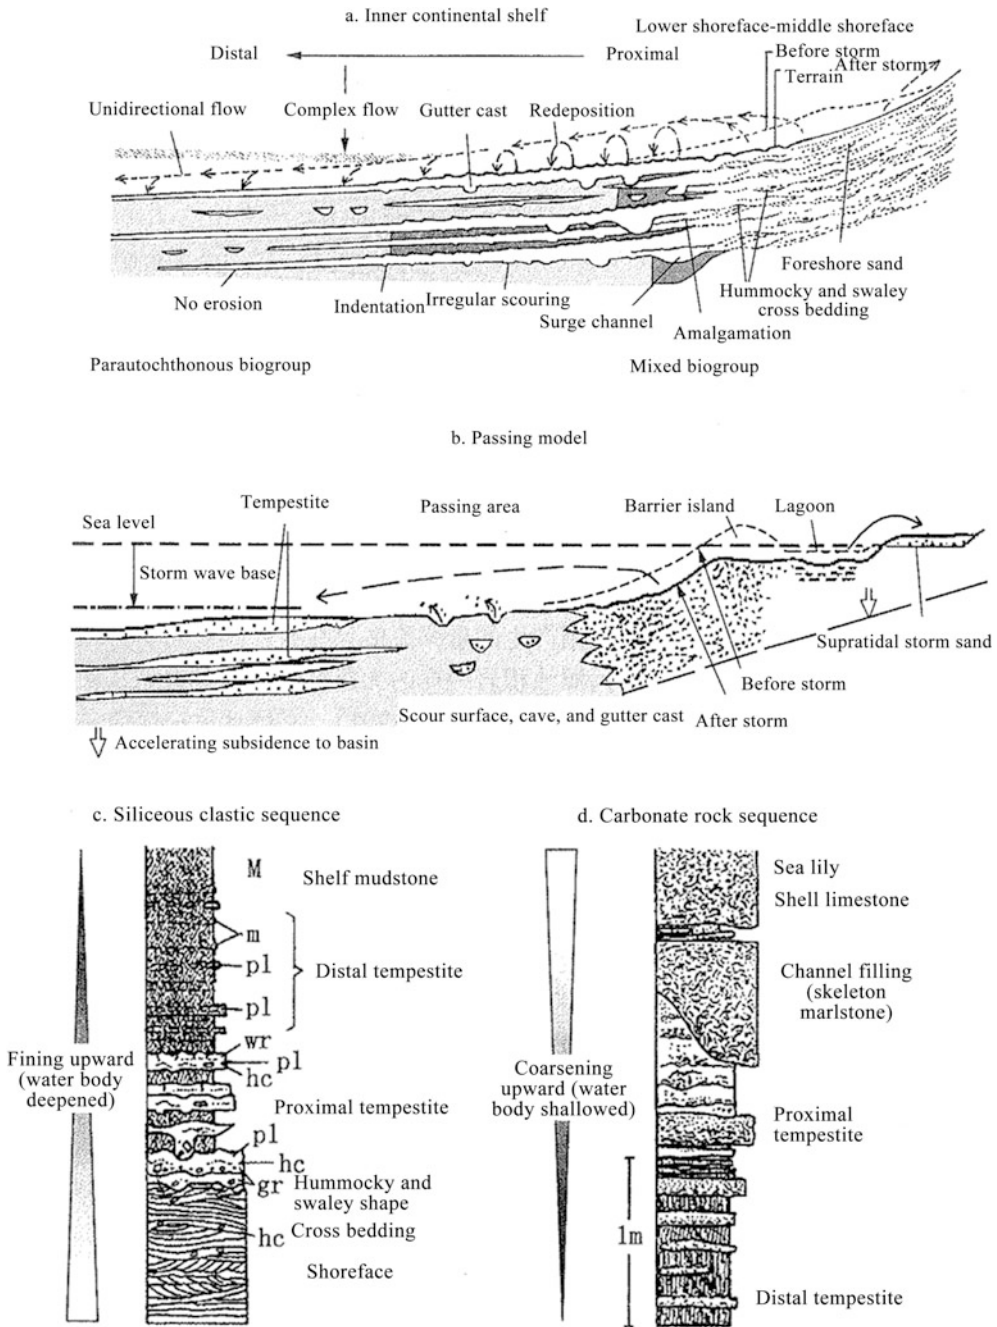 a. Inner continental shelf
Lower shoreface-middle shoreface
Distal
Proximal
Before storm
After storm
Terrain
Unidirectional flow
Complex flow
Gutter cast
Redeposition
No erosion
Indentation
Irregular scouring
Surge channel
Amalgamation
Foreshore sand
Hummocky and swaley
cross bedding
Parautochthonous biogroup
Mixed biogroup
b. Passing model
Tempestite
Sea level
Passing area
Barrier island
Lagoon
Storm wave base
Supratidal storm sand
Before storm
Scour surface, cave, and gutter cast
After storm
Accelerating subsidence to basin
c. Siliceous clastic sequence
M
Shelf mudstone
m
pl
Distal tempestite
pl
wr
pl
hc
Fining upward
(water body
deepened)
Proximal tempestite
pl
hc
gr
Hummocky and
swaley shape
hc
Cross bedding
Shoreface
d. Carbonate rock sequence
Sea lily
Shell limestone
Channel filling
(skeleton
marlstone)
Coarsening
upward (water
body shallowed)
Proximal
tempestite
1m
Distal tempestite